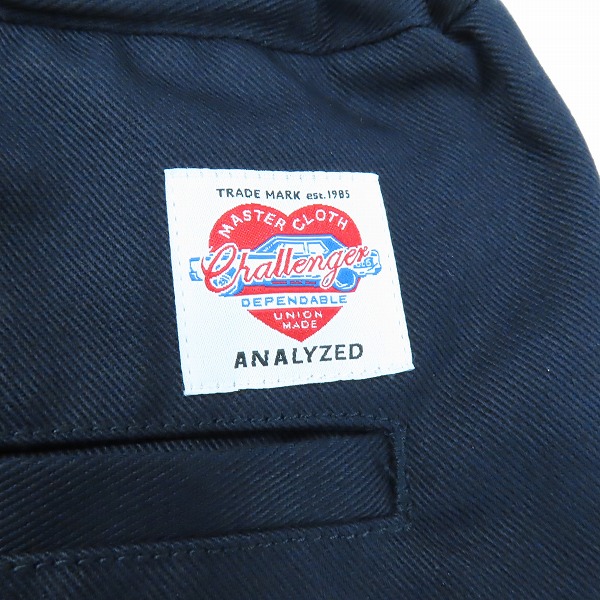 TRADE MARK est.1985
MASTER CLOTH
Challenger
DEPENDABLE
UNION
MADE
ANALYZED